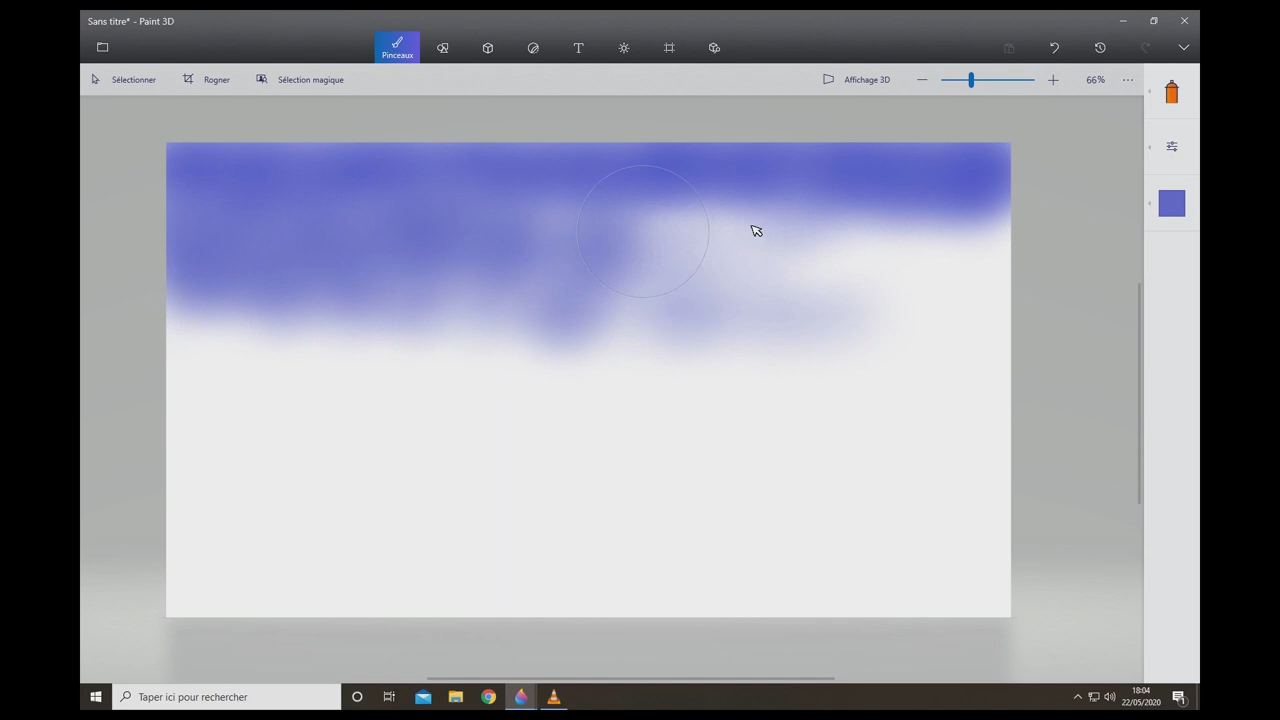 Sans titre* - Paint 3D
Pinceaux
Sélectionner
Rogner
Sélection magique
Affichage 3D
66%
Taper ici pour rechercher
18:04
22/05/2020
1